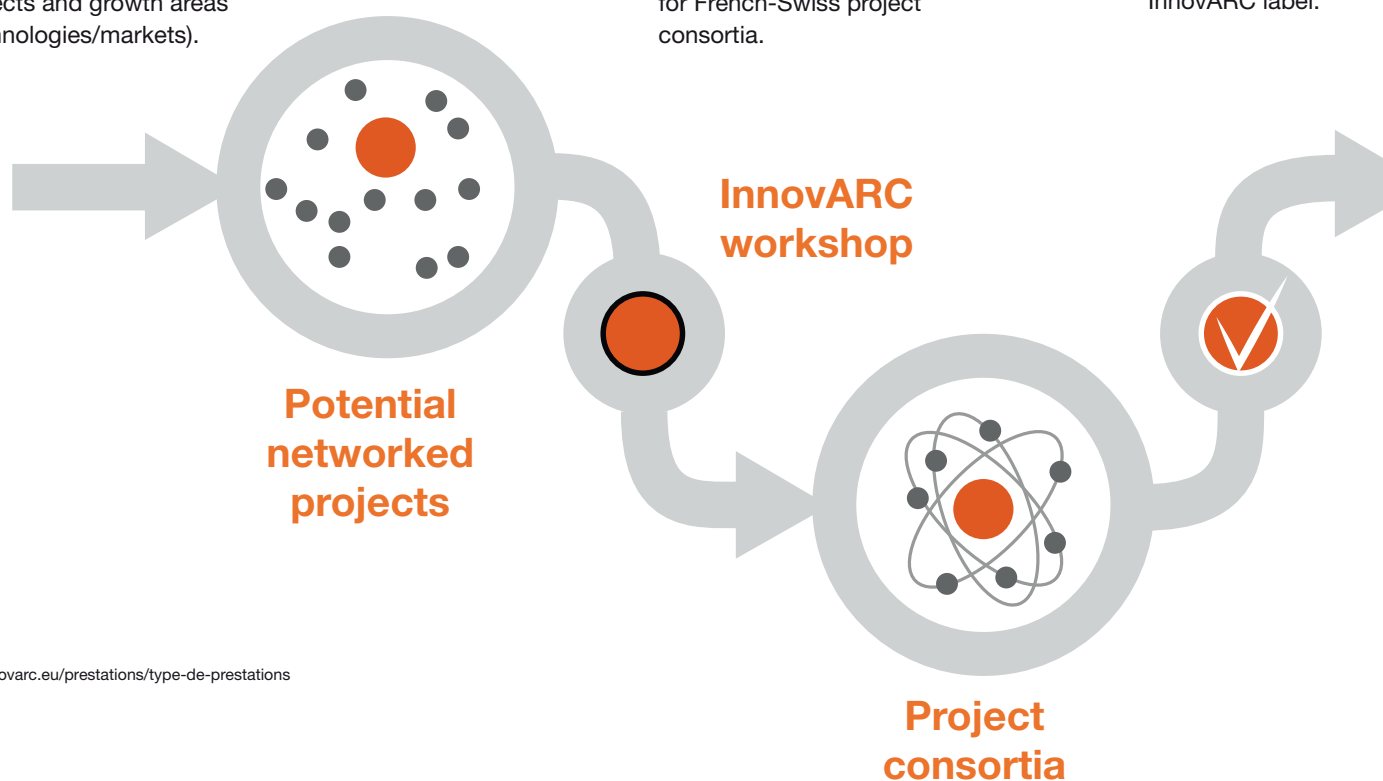 ects and growth areas
nologies/markets).
for French-Swiss project
consortia.
InnovARC label.
InnovARC
workshop
Potential
networked
projects
ovarc.eu/prestations/type-de-prestations
Project
consortia